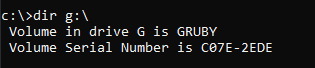 c:\>dir g:\
Volume in drive G is GRUBY
Volume Serial Number is C07E-2EDE